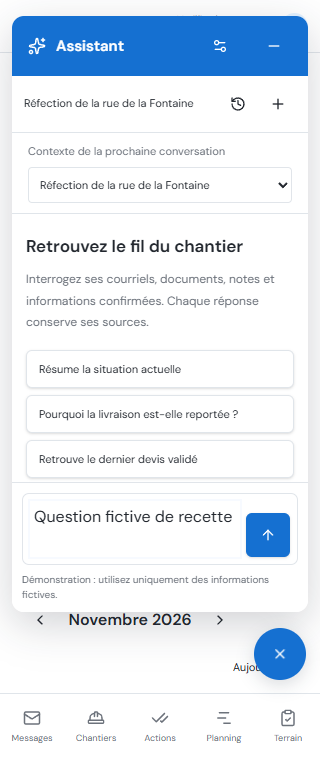 Assistant
Réfection de la rue de la Fontaine
Contexte de la prochaine conversation
Réfection de la rue de la Fontaine
Retrouvez le fil du chantier
Interrogez ses courriels, documents, notes et
informations confirmées. Chaque réponse
conserve ses sources.
Résume la situation actuelle
Pourquoi la livraison est-elle reportée ?
Retrouve le dernier devis validé
Question fictive de recette
Démonstration : utilisez uniquement des informations
fictives.
Novembre 2026
Messages
Chantiers
Actions
Planning
Terrain